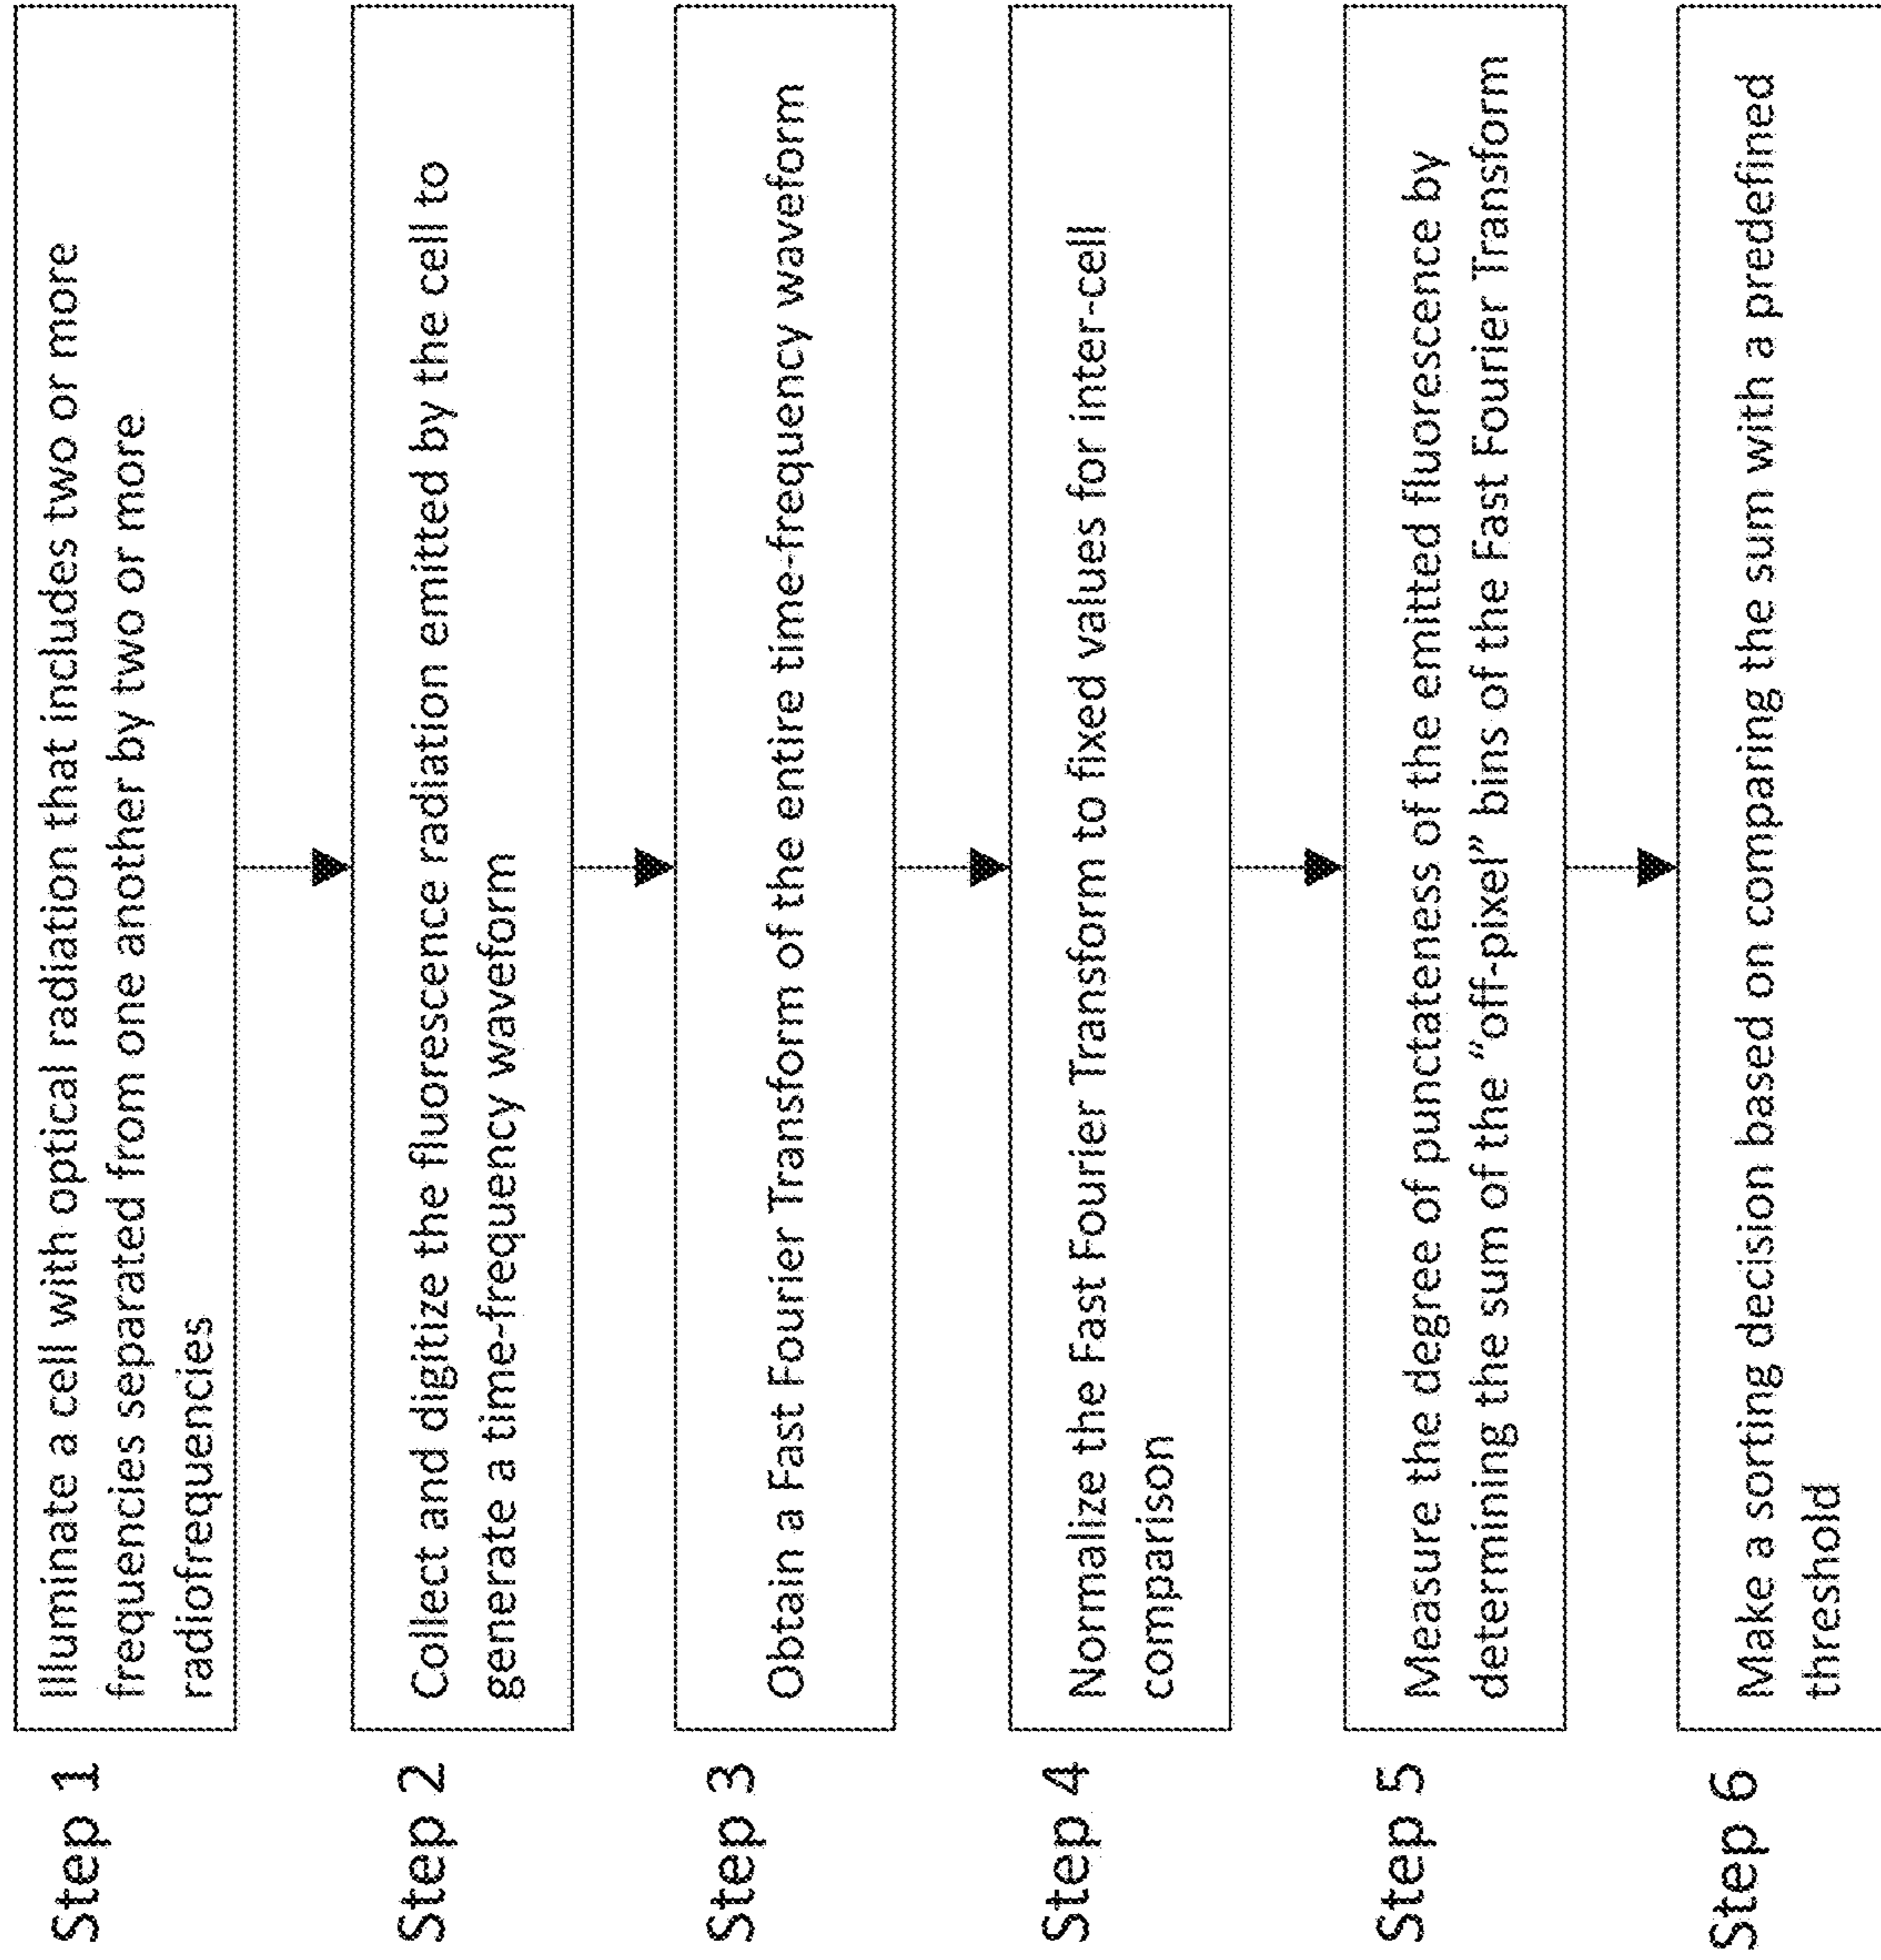 Step 1
Illuminate a cell with optical radiation that includes two or more
frequencies separated from one another by two or more
radiofrequencies
Step 2
Collect and digitize the fluorescence radiation emitted by the cell to
generate a time-frequency waveform
Step 3
Obtain a Fast Fourier Transform of the entire time-frequency waveform
Step 4
Normalize the Fast Fourier Transform to fixed values for inter-cell
comparison
Step 5
Measure the degree of punctateness of the emitted fluorescence by
determining the sum of the “off-pixel” bins of the Fast Fourier Transform
Step 6
Make a sorting decision based on comparing the sum with a predefined
threshold